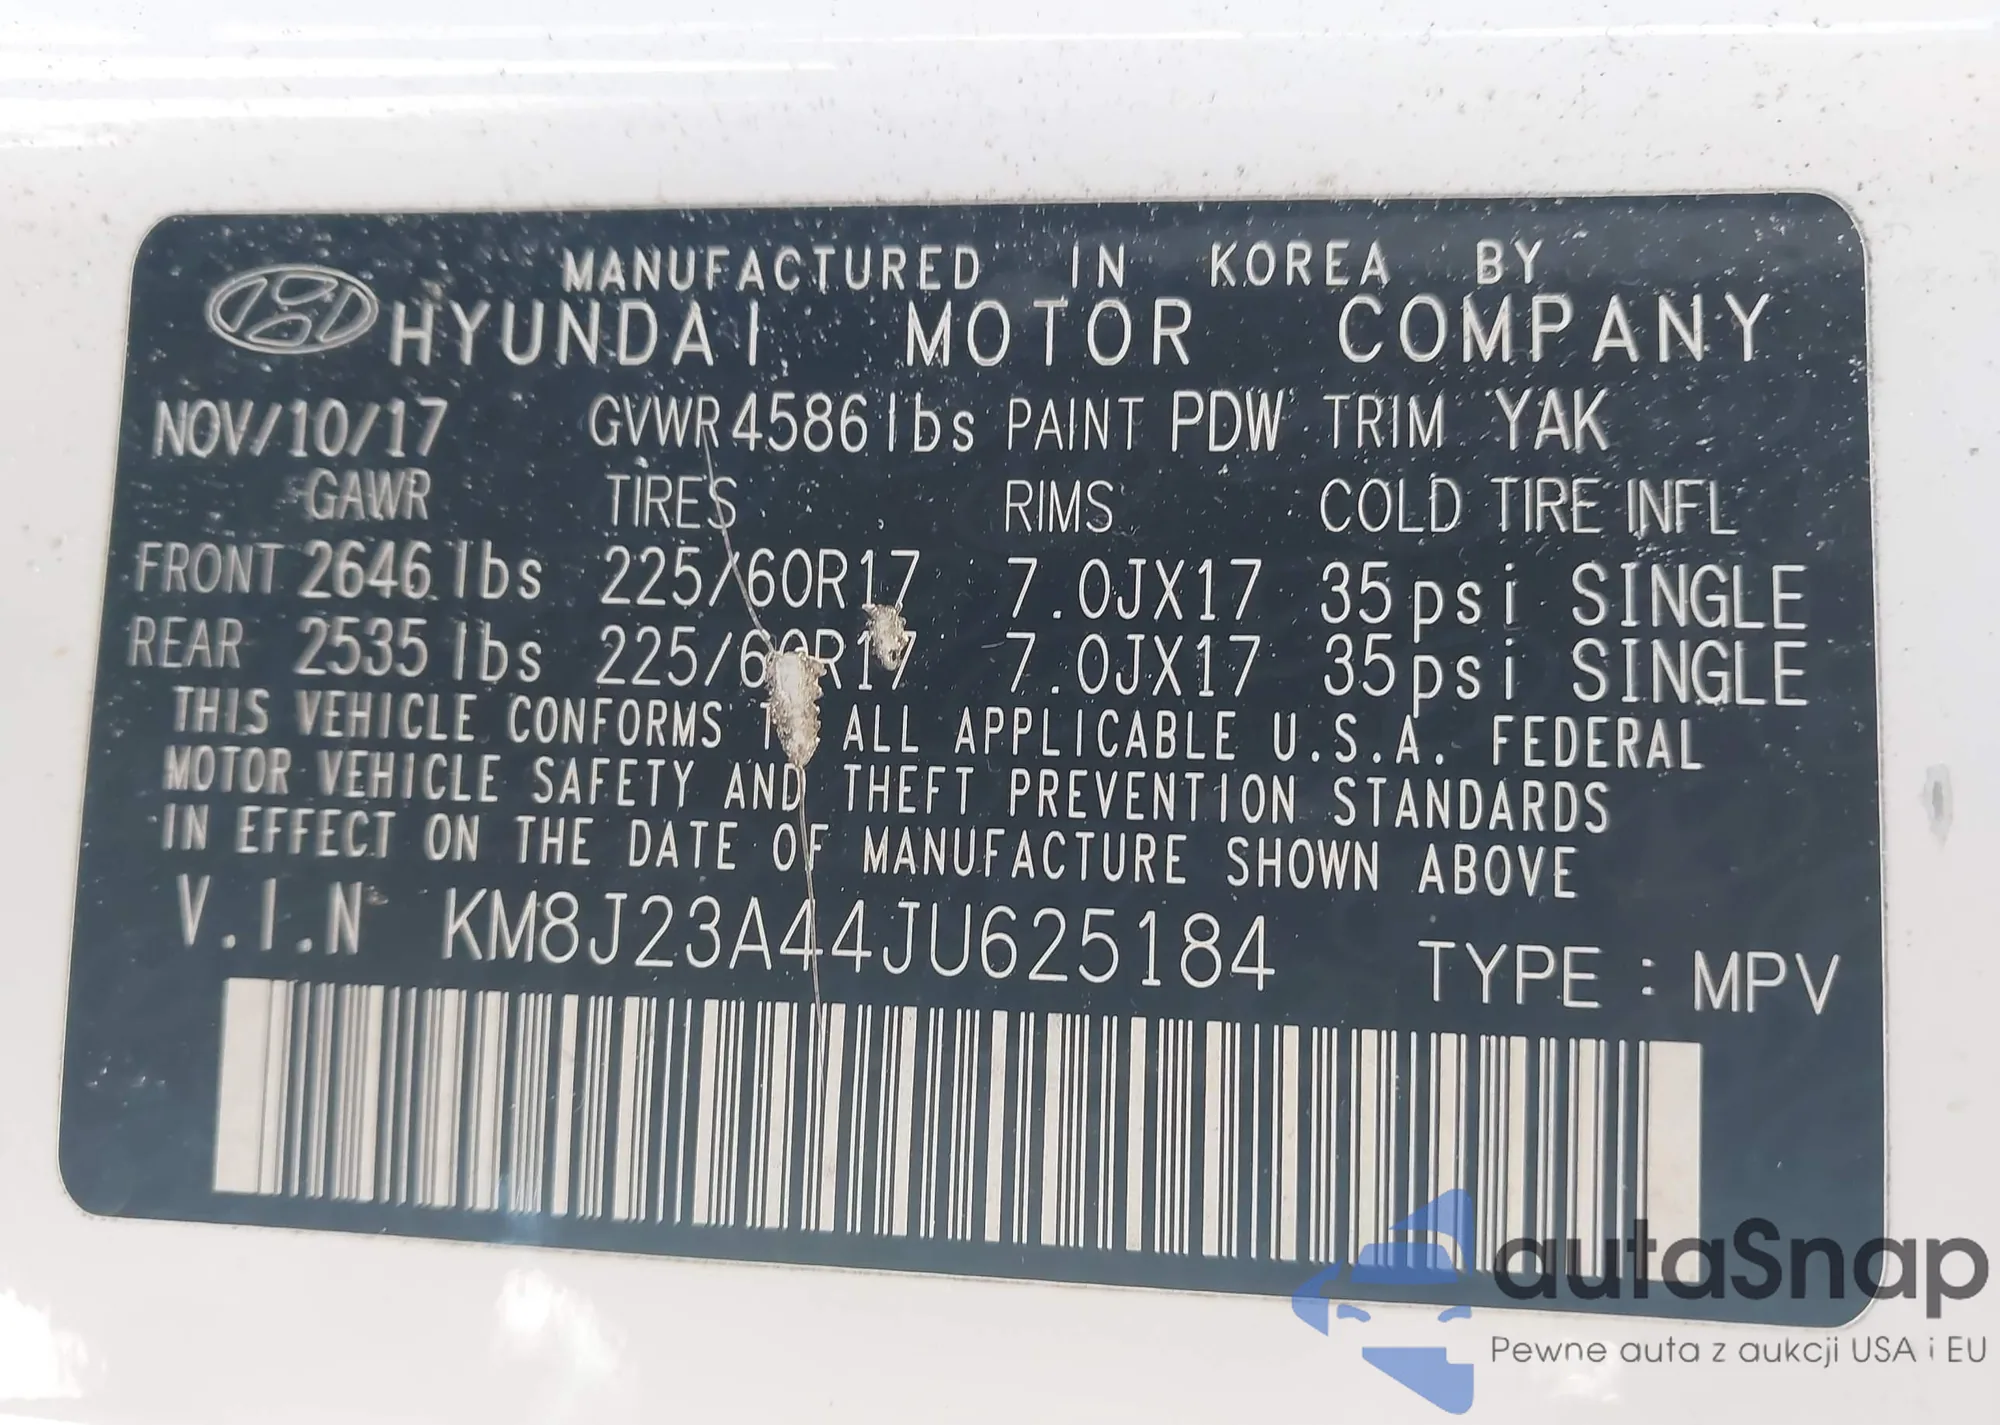 MANUFACTURED IN KOREA BY
HYUNDAI MOTOR COMPANY
NOV/10/17 GVWR 4586 lbs PAINT PDW TRIM YAK
GAWR TIRES RIMS COLD TIRE INFL
FRONT 2646 lbs 225/60R17 7.0JX17 35psi SINGLE
REAR 2535 lbs 225/60R17 7.0JX17 35psi SINGLE
THIS VEHICLE CONFORMS TO ALL APPLICABLE U.S.A. FEDERAL
MOTOR VEHICLE SAFETY AND THEFT PREVENTION STANDARDS
IN EFFECT ON THE DATE OF MANUFACTURE SHOWN ABOVE
V.I.N KM8J23A44JU625184 TYPE : MPV
autaSnap
Pewne auta z aukcji USA i EU